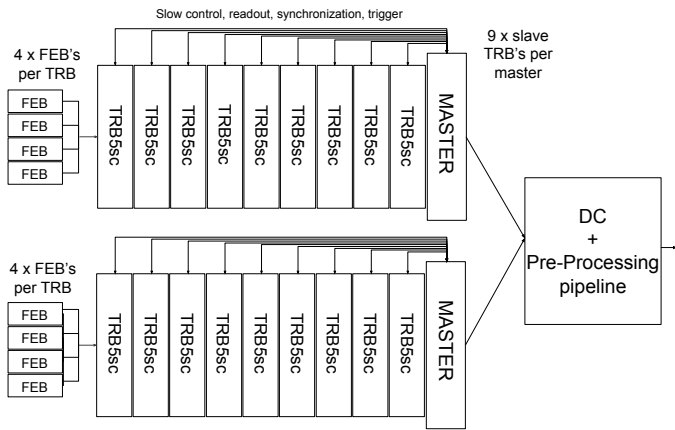 Slow control, readout, synchronization, trigger
4 x FEB's
per TRB
9 x slave
TRB's per
master
FEB
FEB
FEB
FEB
TRB5sc
TRB5sc
TRB5sc
TRB5sc
TRB5sc
TRB5sc
TRB5sc
TRB5sc
TRB5sc
MASTER
DC
+
Pre-Processing
pipeline
4 x FEB's
per TRB
FEB
FEB
FEB
FEB
TRB5sc
TRB5sc
TRB5sc
TRB5sc
TRB5sc
TRB5sc
TRB5sc
TRB5sc
TRB5sc
MASTER